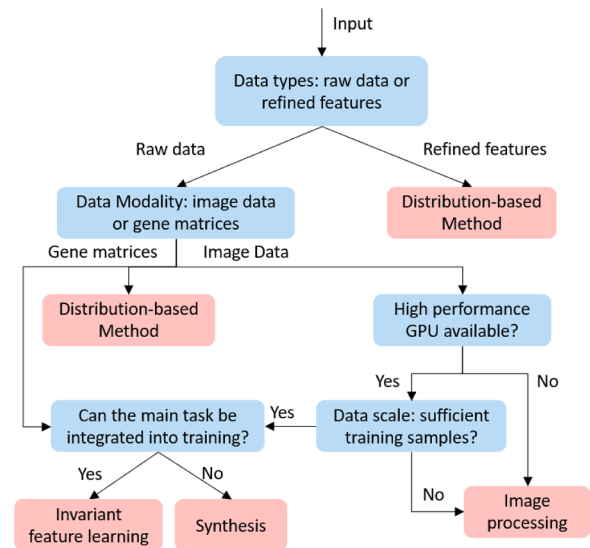 Input
Data types: raw data or
refined features
Raw data
Refined features
Data Modality: image data
or gene matrices
Distribution-based
Method
Gene matrices
Image Data
Distribution-based
Method
High performance
GPU available?
Yes
No
Can the main task be
integrated into training?
Yes
Data scale: sufficient
training samples?
Yes
No
No
Invariant
feature learning
Synthesis
Image
processing